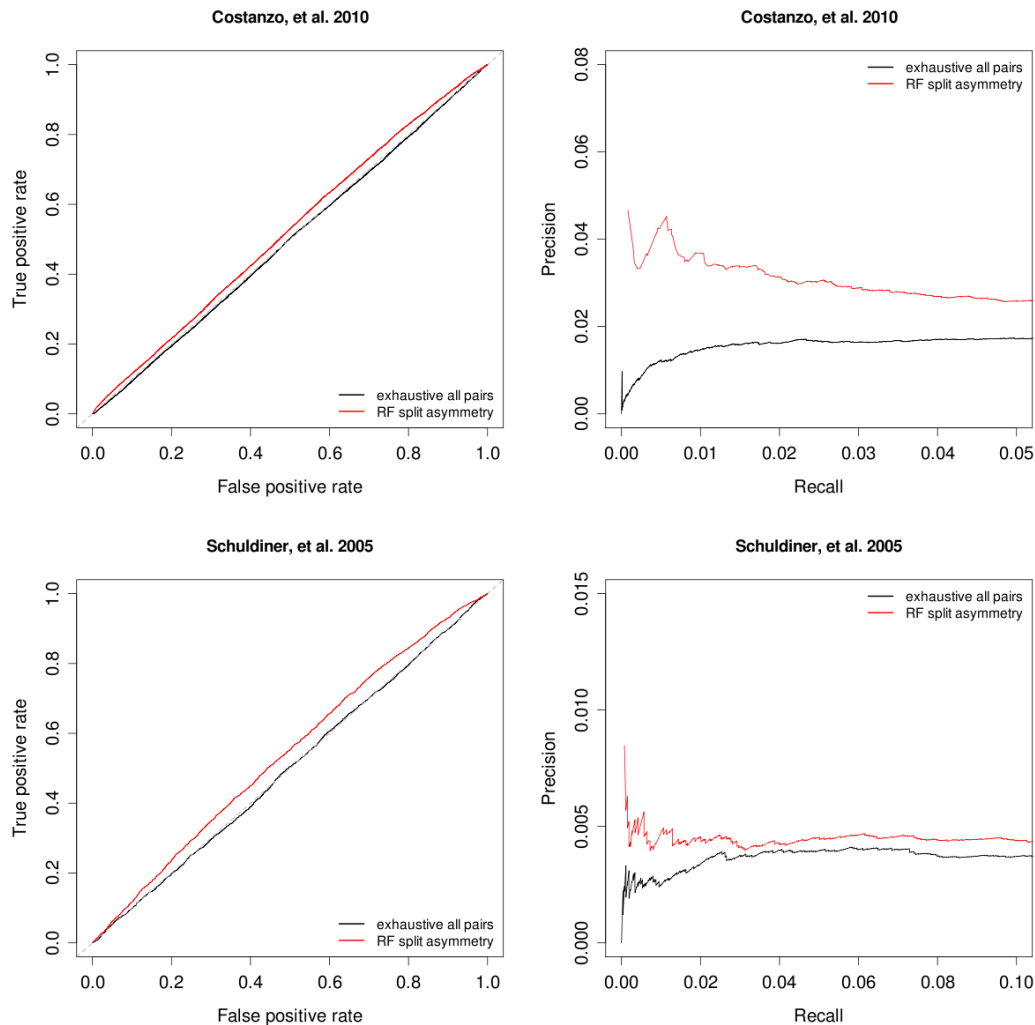 Costanzo, et al. 2010
True positive rate
0.0 0.2 0.4 0.6 0.8 1.0
exhaustive all pairs
RF split asymmetry
0.0 0.2 0.4 0.6 0.8 1.0
False positive rate
Costanzo, et al. 2010
Precision
0.00 0.02 0.04 0.06 0.08
exhaustive all pairs
RF split asymmetry
0.00 0.01 0.02 0.03 0.04 0.05
Recall
Schuldiner, et al. 2005
True positive rate
0.0 0.2 0.4 0.6 0.8 1.0
exhaustive all pairs
RF split asymmetry
0.0 0.2 0.4 0.6 0.8 1.0
False positive rate
Schuldiner, et al. 2005
Precision
0.000 0.005 0.010 0.015
exhaustive all pairs
RF split asymmetry
0.00 0.02 0.04 0.06 0.08 0.10
Recall